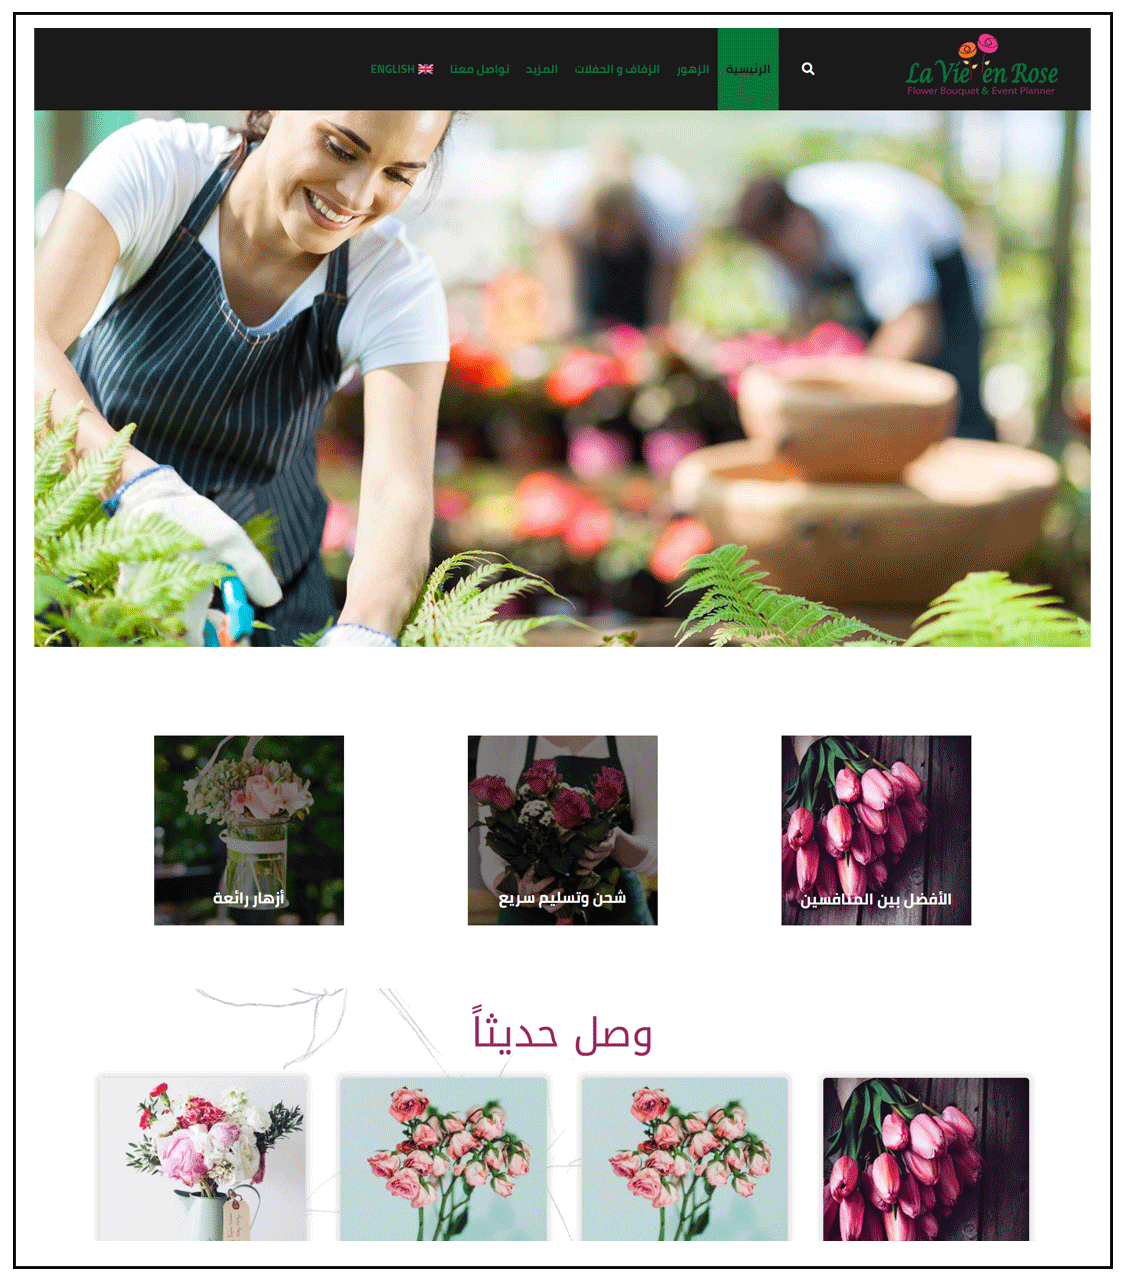 La Vie en Rose
Flower Bouquet & Event Planner
الرئيسية
الزهور
الزفاف و الحفلات
المزيد
تواصل معنا
ENGLISH
الأفضل بين المنافسين
شحن وتسليم سريع
أزهار رائعة
وصل حديثاً